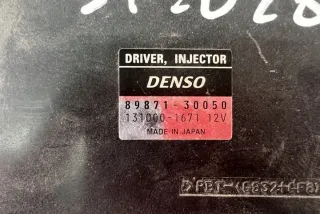 DRIVER, INJECTOR
DENSO
89871-30050
131000-1671 12V
MADE IN JAPAN